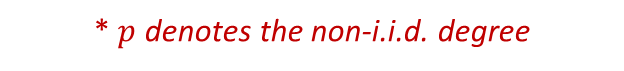 * 𝑝 denotes the non-i.i.d. degree